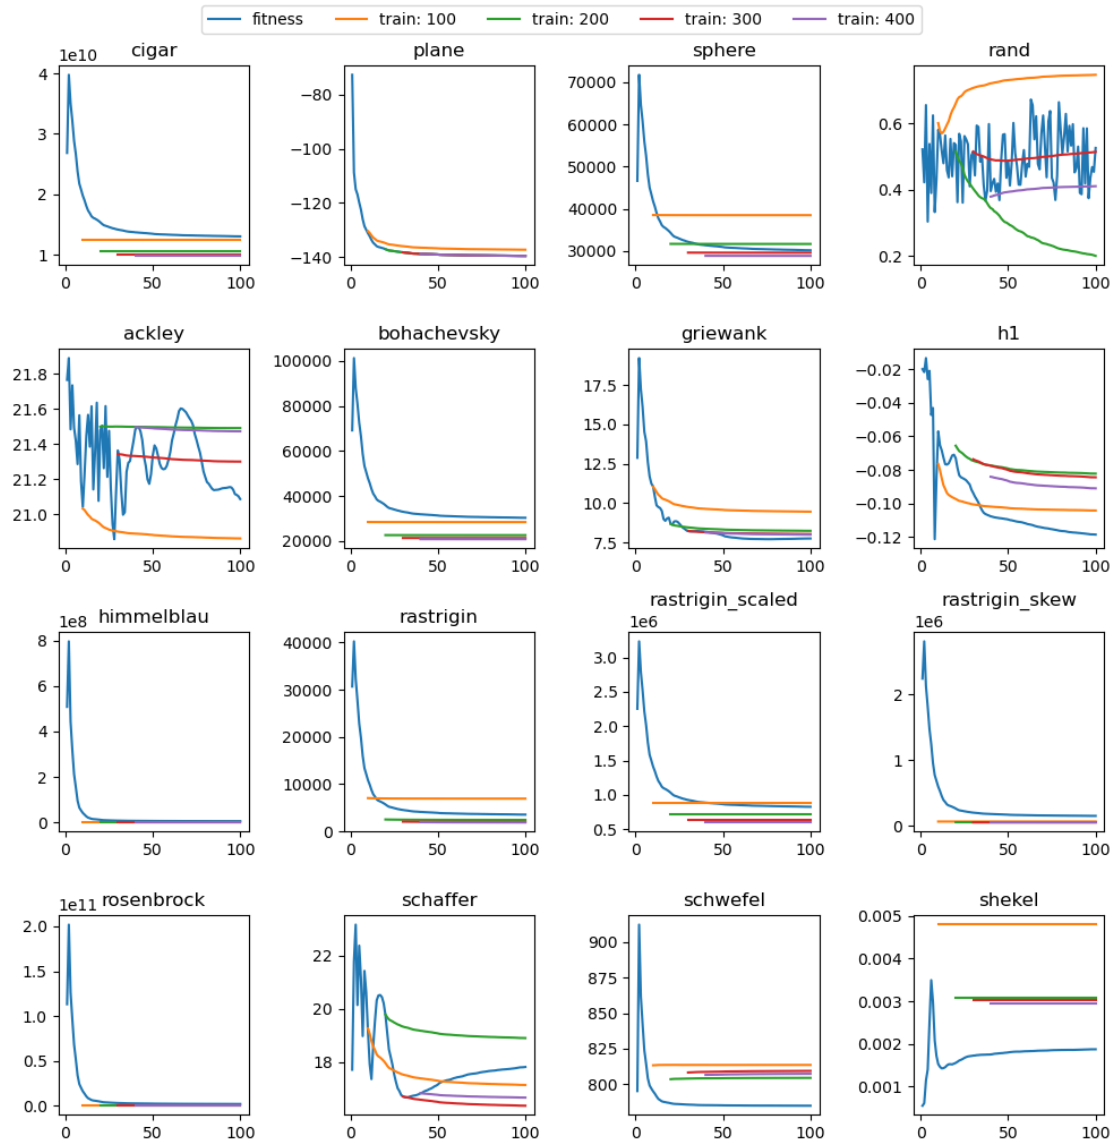 fitness train: 100 train: 200 train: 300 train: 400
cigar plane sphere rand
1e10
4
3
2
1
0 50 100
−80
−100
−120
−140
0 50 100
70000
60000
50000
40000
30000
0 50 100
0.6
0.4
0.2
0 50 100
ackley bohachevsky griewank h1
21.8
21.6
21.4
21.2
21.0
0 50 100
100000
80000
60000
40000
20000
0 50 100
17.5
15.0
12.5
10.0
7.5
0 50 100
−0.02
−0.04
−0.06
−0.08
−0.10
−0.12
0 50 100
himmelblau rastrigin rastrigin_scaled rastrigin_skew
1e8
8
6
4
2
0
0 50 100
40000
30000
20000
10000
0
0 50 100
1e6
3.0
2.5
2.0
1.5
1.0
0.5
0 50 100
1e6
2
1
0
0 50 100
rosenbrock schaffer schwefel shekel
1e11
2.0
1.5
1.0
0.5
0.0
0 50 100
22
20
18
0 50 100
900
875
850
825
800
0 50 100
0.005
0.004
0.003
0.002
0.001
0 50 100